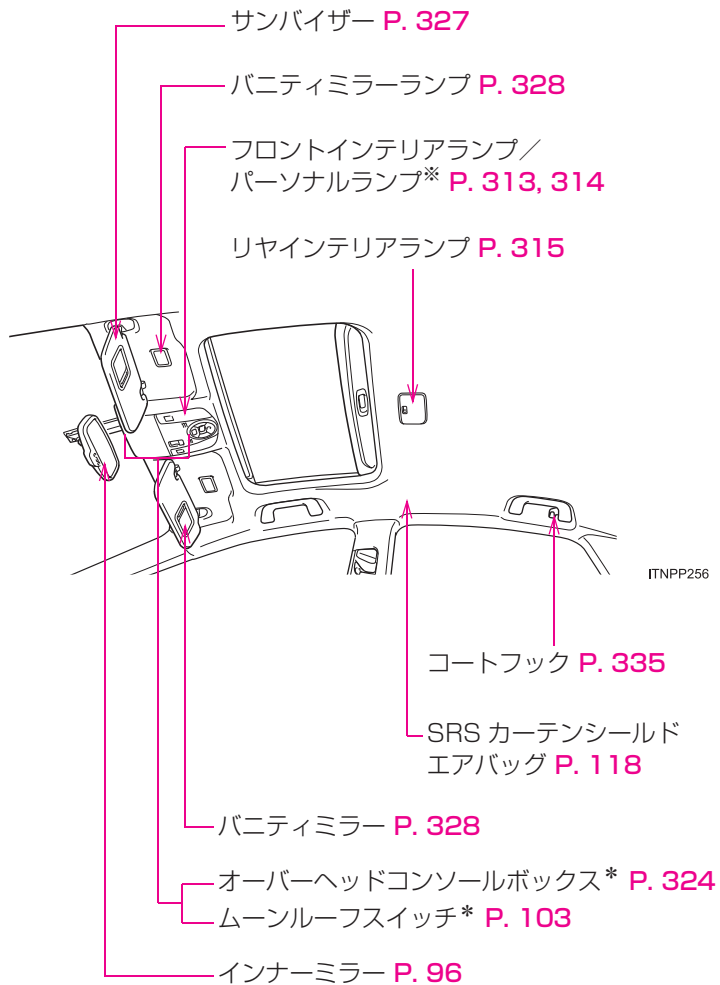 サンバイザー P. 327
バニティミラーランプ P. 328
フロントインテリアランプ／
パーソナルランプ※ P. 313, 314
リヤインテリアランプ P. 315
ITNPP256
コートフック P. 335
SRS カーテンシールド
エアバッグ P. 118
バニティミラー P. 328
オーバーヘッドコンソールボックス* P. 324
ムーンルーフスイッチ* P. 103
インナーミラー P. 96